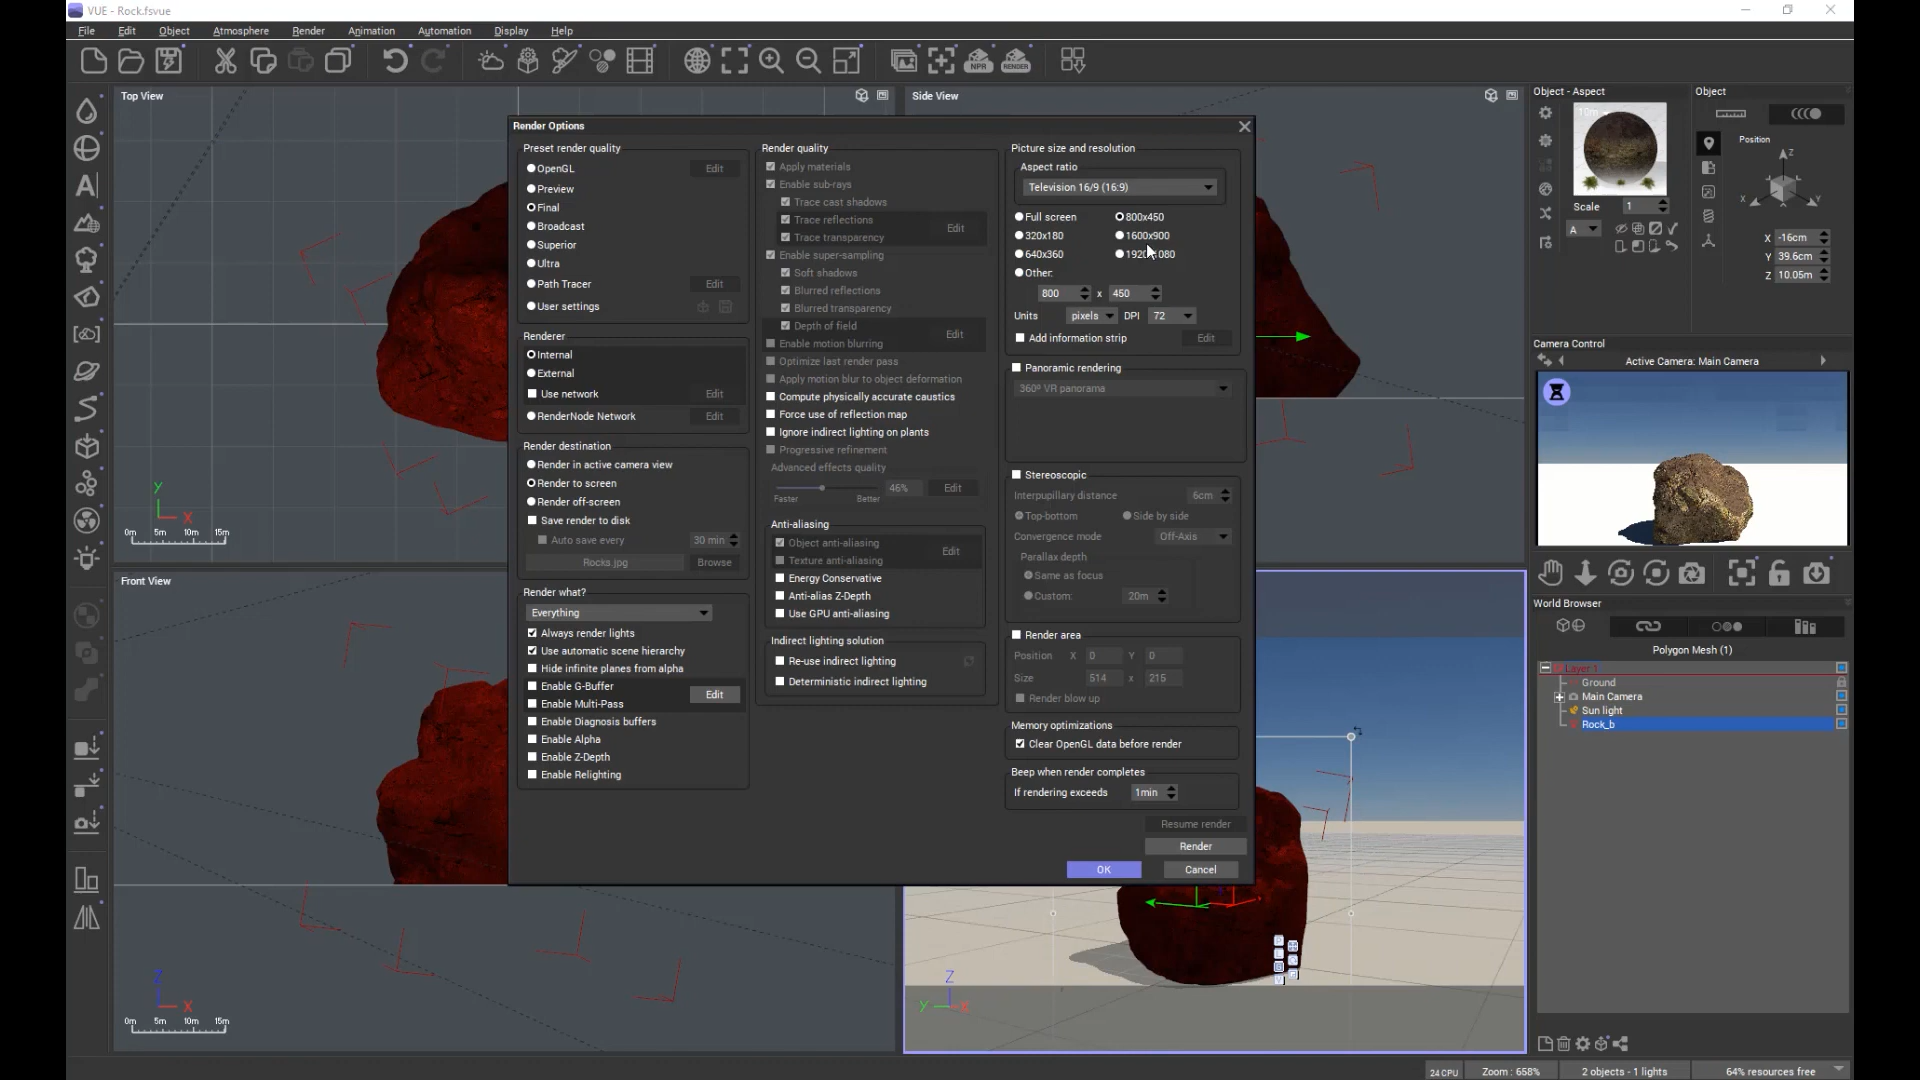 VUE - Rock.fsvue
File Edit Object Atmosphere Render Animation Automation Display Help
NPR RENDER
Top View
Side View
Front View
Y
X
0m 5m 10m 15m
Z
X
0m 5m 10m 15m
Z
Y
Render Options
Preset render quality
OpenGL Edit
Preview
Final
Broadcast
Superior
Ultra
Path Tracer Edit
User settings
Renderer
Internal
External
Use network Edit
RenderNode Network Edit
Render destination
Render in active camera view
Render to screen
Render off-screen
Save render to disk
Auto save every 30 min
Rocks.jpg Browse
Render what?
Everything
Always render lights
Use automatic scene hierarchy
Hide infinite planes from alpha
Enable G-Buffer
Edit
Enable Multi-Pass
Enable Diagnosis buffers
Enable Alpha
Enable Z-Depth
Enable Relighting
Render quality
Apply materials
Enable sub-rays
Trace cast shadows
Trace reflections
Edit
Trace transparency
Enable super-sampling
Soft shadows
Blurred reflections
Blurred transparency
Depth of field
Edit
Enable motion blurring
Optimize last render pass
Apply motion blur to object deformation
Compute physically accurate caustics
Force use of reflection map
Ignore indirect lighting on plants
Progressive refinement
Advanced effects quality
46% Edit
Faster Better
Anti-aliasing
Object anti-aliasing
Edit
Texture anti-aliasing
Energy Conservative
Anti-alias Z-Depth
Use GPU anti-aliasing
Indirect lighting solution
Re-use indirect lighting
Deterministic indirect lighting
Picture size and resolution
Aspect ratio
Television 16/9 (16:9)
Full screen 800x450
320x180 1600x900
640x360
Other:
800 x 450
Units pixels DPI 72
Add information strip Edit
Panoramic rendering
360º VR panorama
Stereoscopic
Interpupillary distance 6cm
Top-bottom Side by side
Convergence mode Off-Axis
Parallax depth
Same as focus
Custom: 20m
Render area
Position X 0 Y 0
Size 514 x 215
Render blow up
Memory optimizations
Clear OpenGL data before render
Beep when render completes
If rendering exceeds 1min
Resume render
Render
OK Cancel
Object - Aspect
10m
Scale 1
A
Object
Position
Z
X Y
X -16cm
Y 39.6cm
Z 10.05m
Camera Control
Active Camera: Main Camera
World Browser
Polygon Mesh (1)
Layer 1
Ground
Main Camera
Sun light
Rock_b
24 CPU Zoom : 658% 2 objects - 1 lights 64% resources free